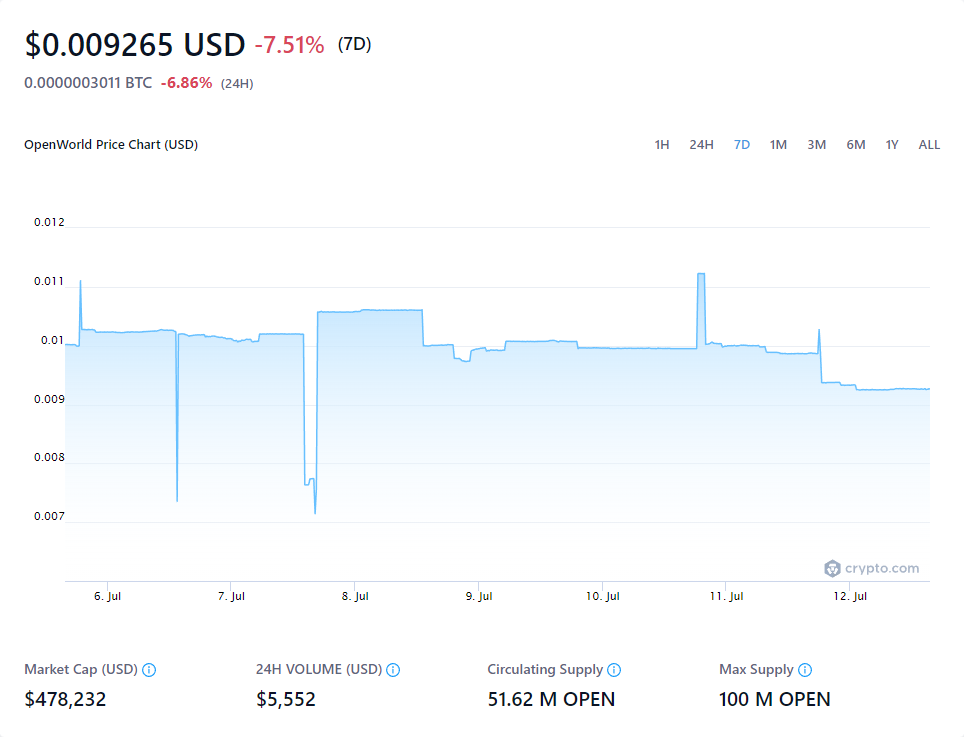 $0.009265 USD -7.51% (7D)
0.0000003011 BTC -6.86% (24H)
OpenWorld Price Chart (USD) 1H 24H 7D 1M 3M 6M 1Y ALL
0.012
0.011
0.01
0.009
0.008
0.007
crypto.com
6. Jul 7. Jul 8. Jul 9. Jul 10. Jul 11. Jul 12. Jul
Market Cap (USD) 24H VOLUME (USD) Circulating Supply Max Supply
$478,232 $5,552 51.62 M OPEN 100 M OPEN